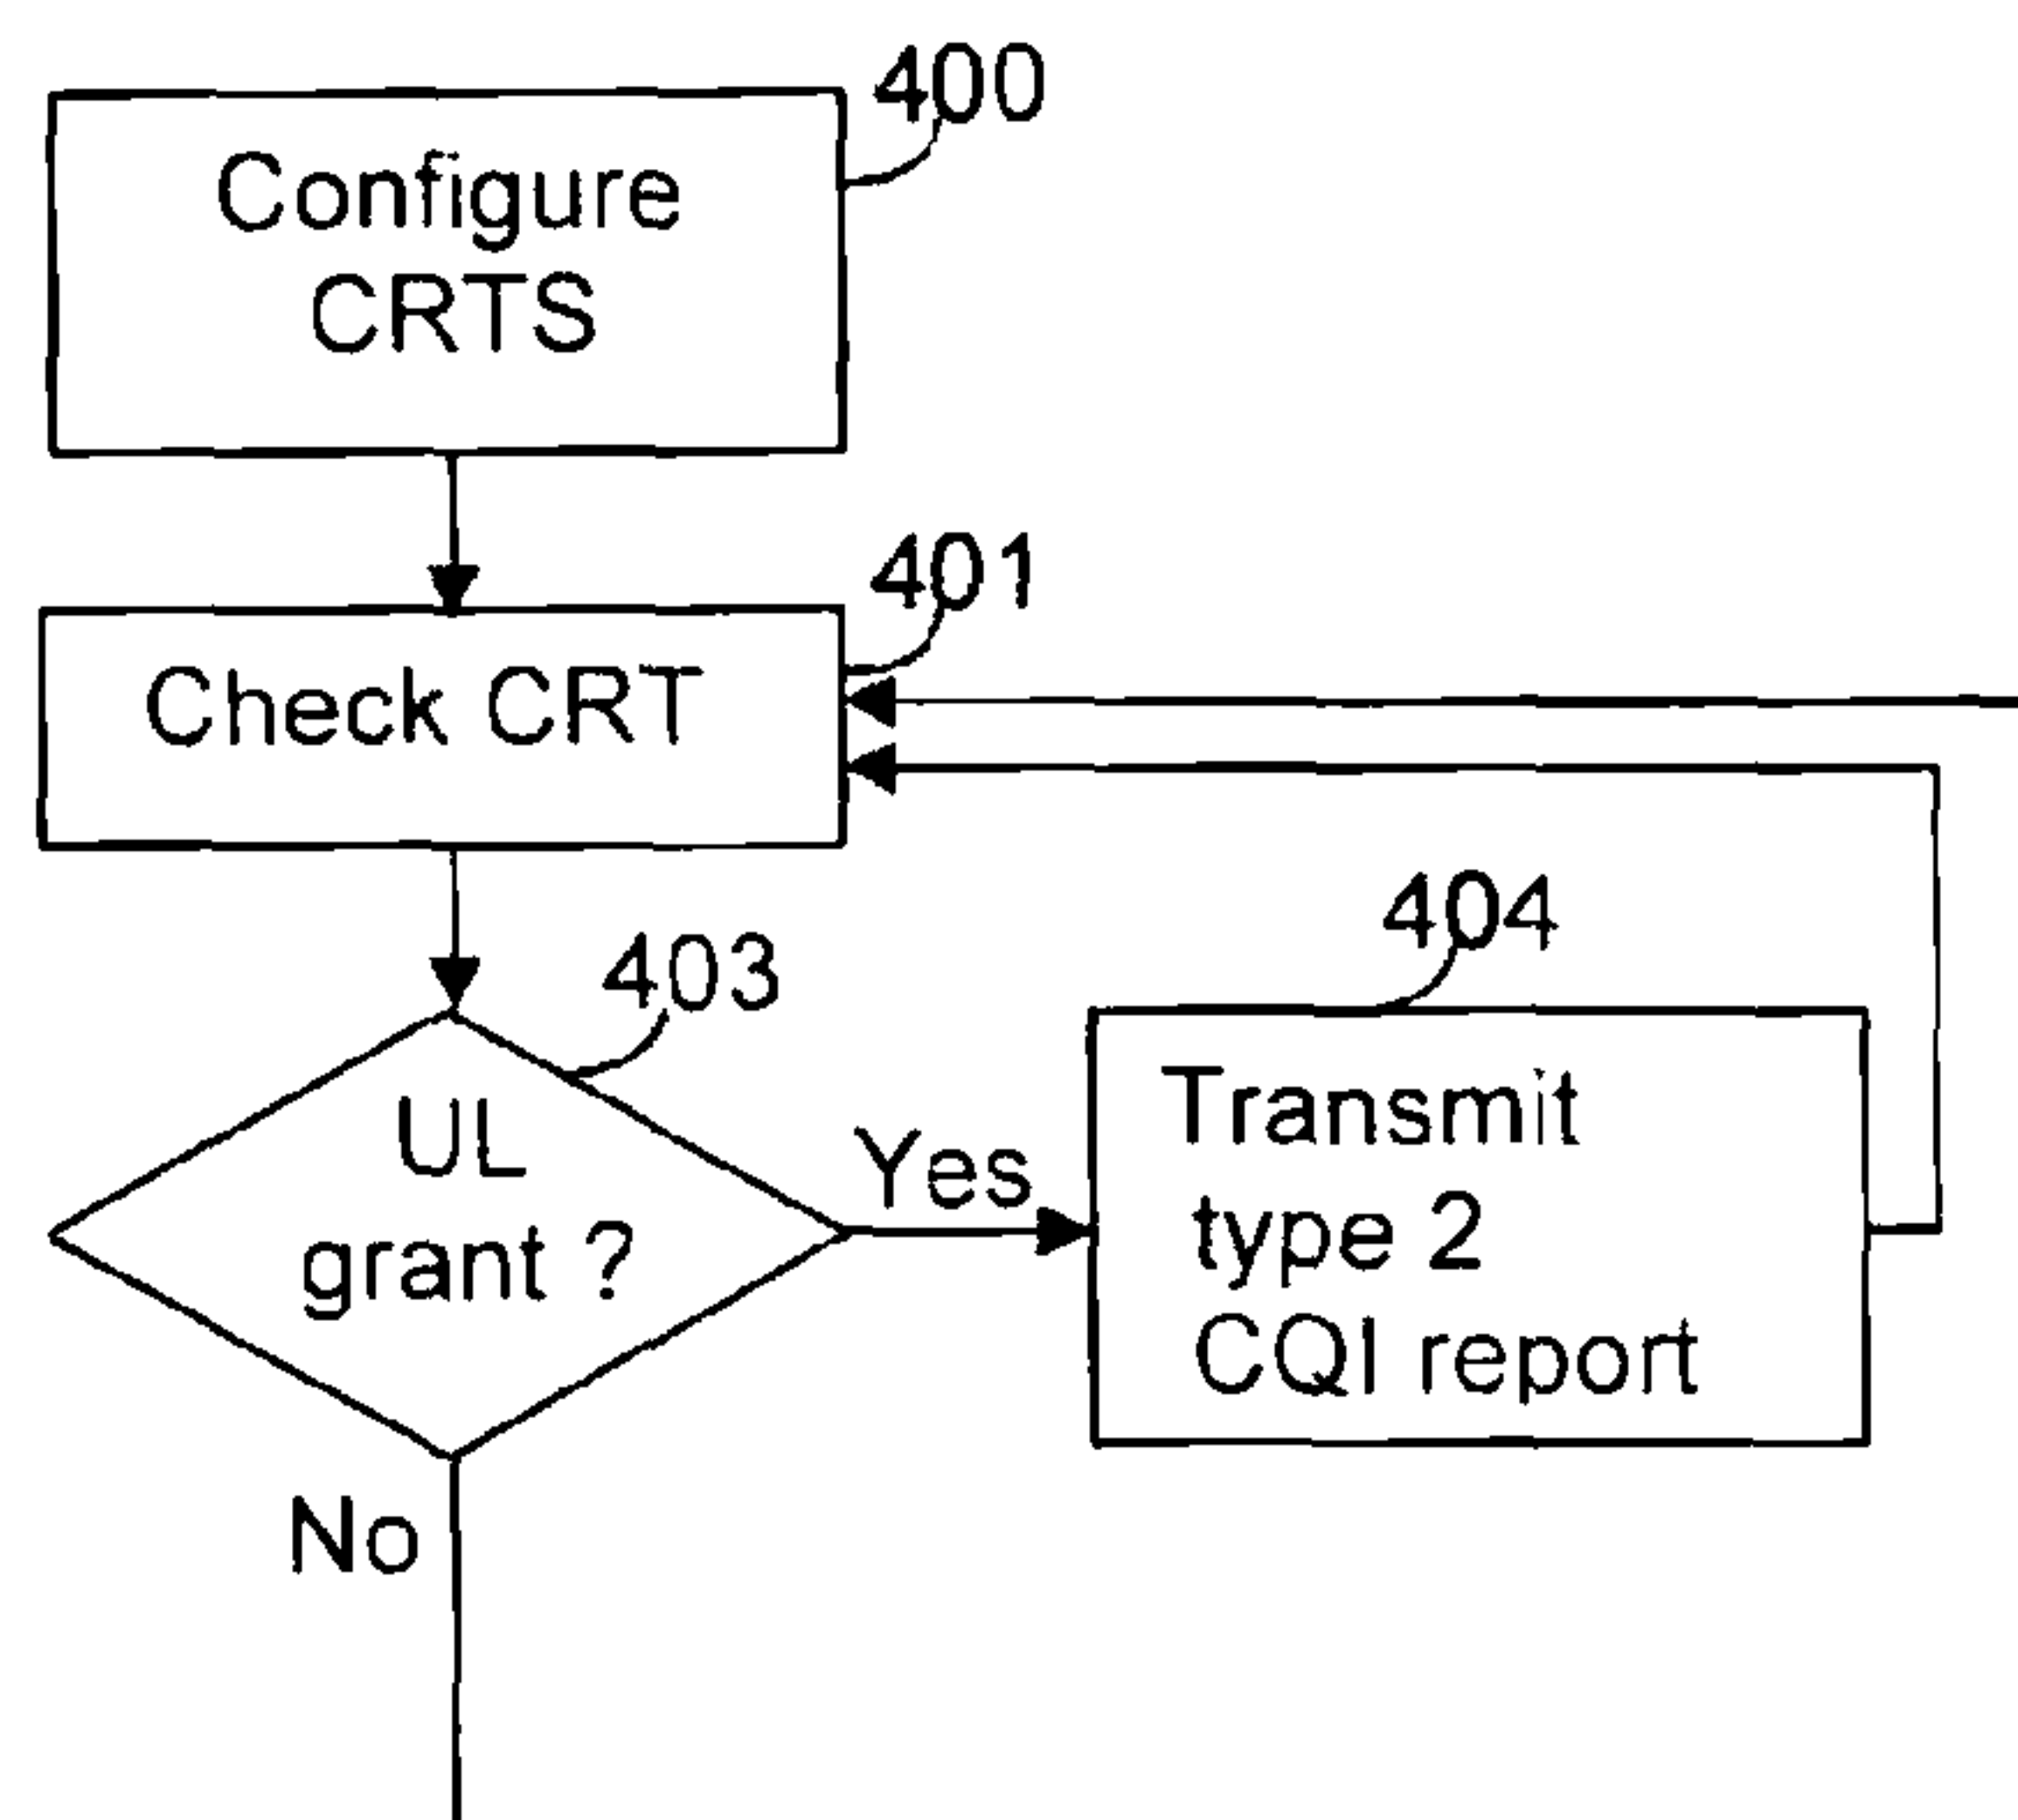 400
Configure
CRTS
401
Check CRT
403
404
UL
grant ?
Yes
Transmit
type 2
CQI report
No